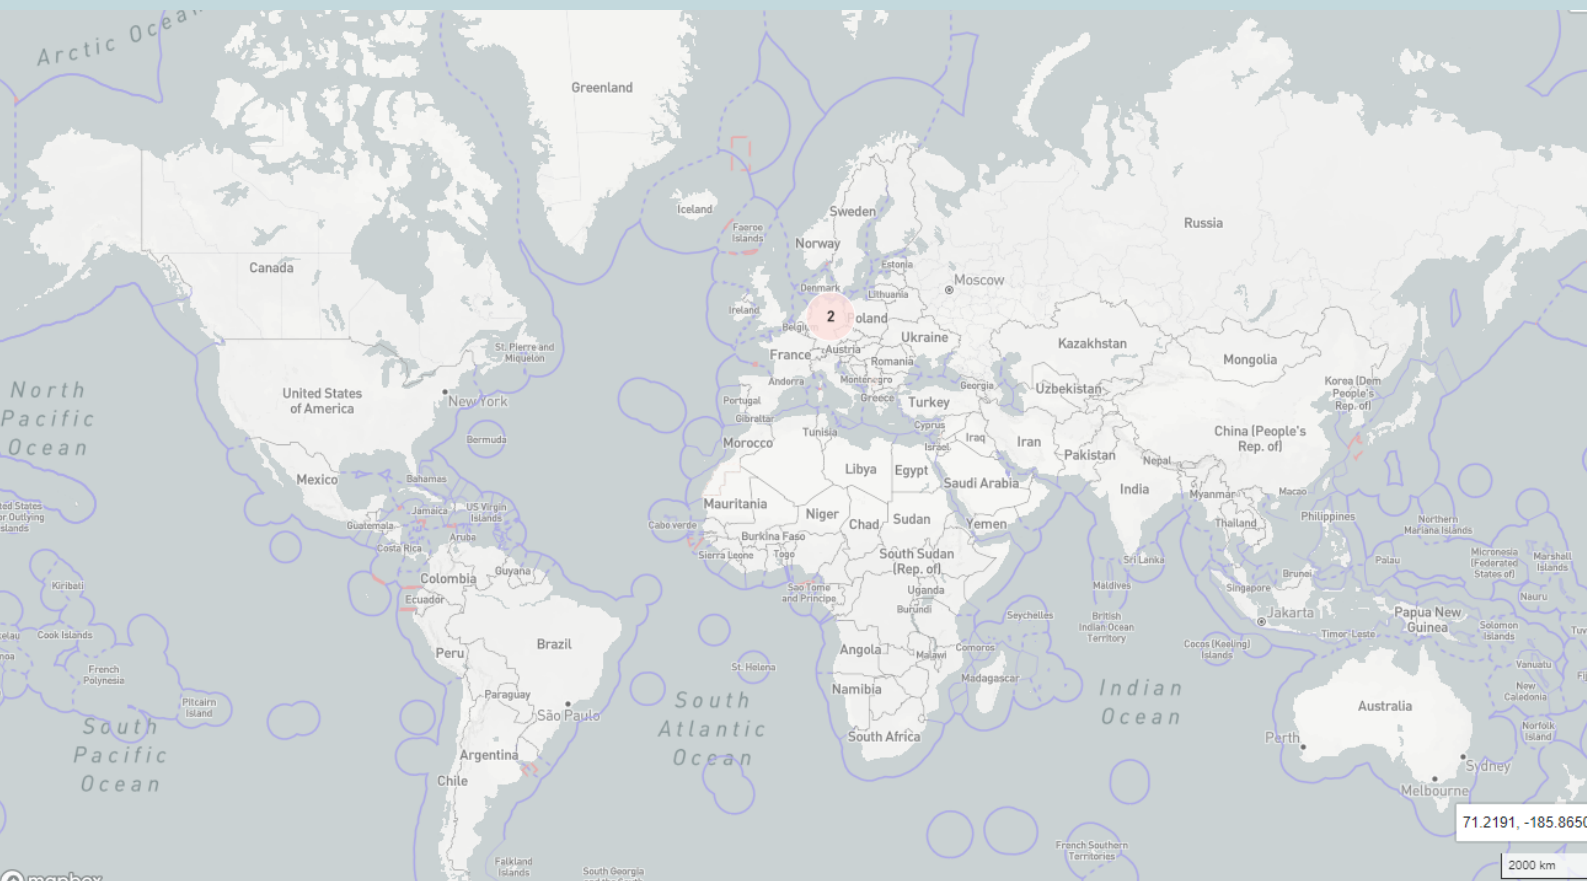 Arctic Ocean
Greenland
Iceland
Faeroe
Islands
Sweden
Norway
Russia
Canada
Estonia
Moscow
Denmark
Lithuania
Ireland
2
Poland
Ukraine
Kazakhstan
Mongolia
St. Pierre and
Miquelon
France
Austria
Romania
Andorra
Montenegro
Georgia
Uzbekistan
Korea (Dem
People's
Rep. of)
North
Pacific
Ocean
United States
of America
New York
Portugal
Greece
Turkey
Gibraltar
Cyprus
Tunisia
Morocco
Israel
Iraq
Iran
China (People's
Rep. of)
Bermuda
Pakistan
Nepal
Mexico
Bahamas
Libya
Egypt
Saudi Arabia
India
Myanmar
Macao
Jamaica
US Virgin
Islands
Mauritania
Niger
Chad
Sudan
Yemen
Thailand
Philippines
Northern
Mariana Islands
Guatemala
Cabo verde
Aruba
Burkina Faso
Costa Rica
Sierra Leone
Togo
South Sudan
(Rep. of)
Sri Lanka
Palau
Micronesia
(Federated
States of)
Marshall
Islands
Kiribati
Colombia
Guyana
Sao Tome
and Principe
Uganda
Maldives
Singapore
Brunei
Nauru
Ecuador
Burundi
Seychelles
British
Indian Ocean
Territory
Jakarta
Papua New
Guinea
Solomon
Islands
Timor-Leste
Cook Islands
Brazil
Peru
Angola
Malawi
Comoros
Cocos (Keeling)
Islands
French
Polynesia
St. Helena
Madagascar
Vanuatu
Namibia
Indian
Ocean
New
Caledonia
Pitcairn
Island
Paraguay
São Paulo
South
Atlantic
Ocean
Australia
South
Pacific
Ocean
South Africa
Perth
Norfolk
Island
Argentina
Chile
Sydney
Melbourne
71.2191, -185.8650
French Southern
Territories
Falkland
Islands
South Georgia
2000 km
mapbox